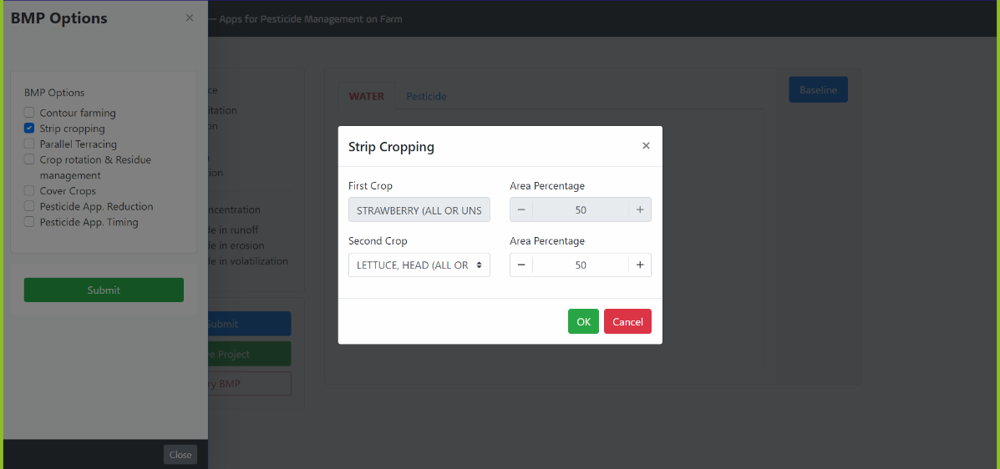 BMP Options
×
— Apps for Pesticide Management on Farm
BMP Options
Contour farming
Strip cropping
Parallel Terracing
Crop rotation & Residue
management
Cover Crops
Pesticide App. Reduction
Pesticide App. Timing
Submit
Close
ce
itation
on
ion
ncentration
de in runoff
de in erosion
de in volatilization
Submit
ve Project
ry BMP
WATER
Pesticide
Baseline
Strip Cropping
×
First Crop
Area Percentage
STRAWBERRY (ALL OR UNS
− 50 +
Second Crop
Area Percentage
LETTUCE, HEAD (ALL OR
− 50 +
OK
Cancel